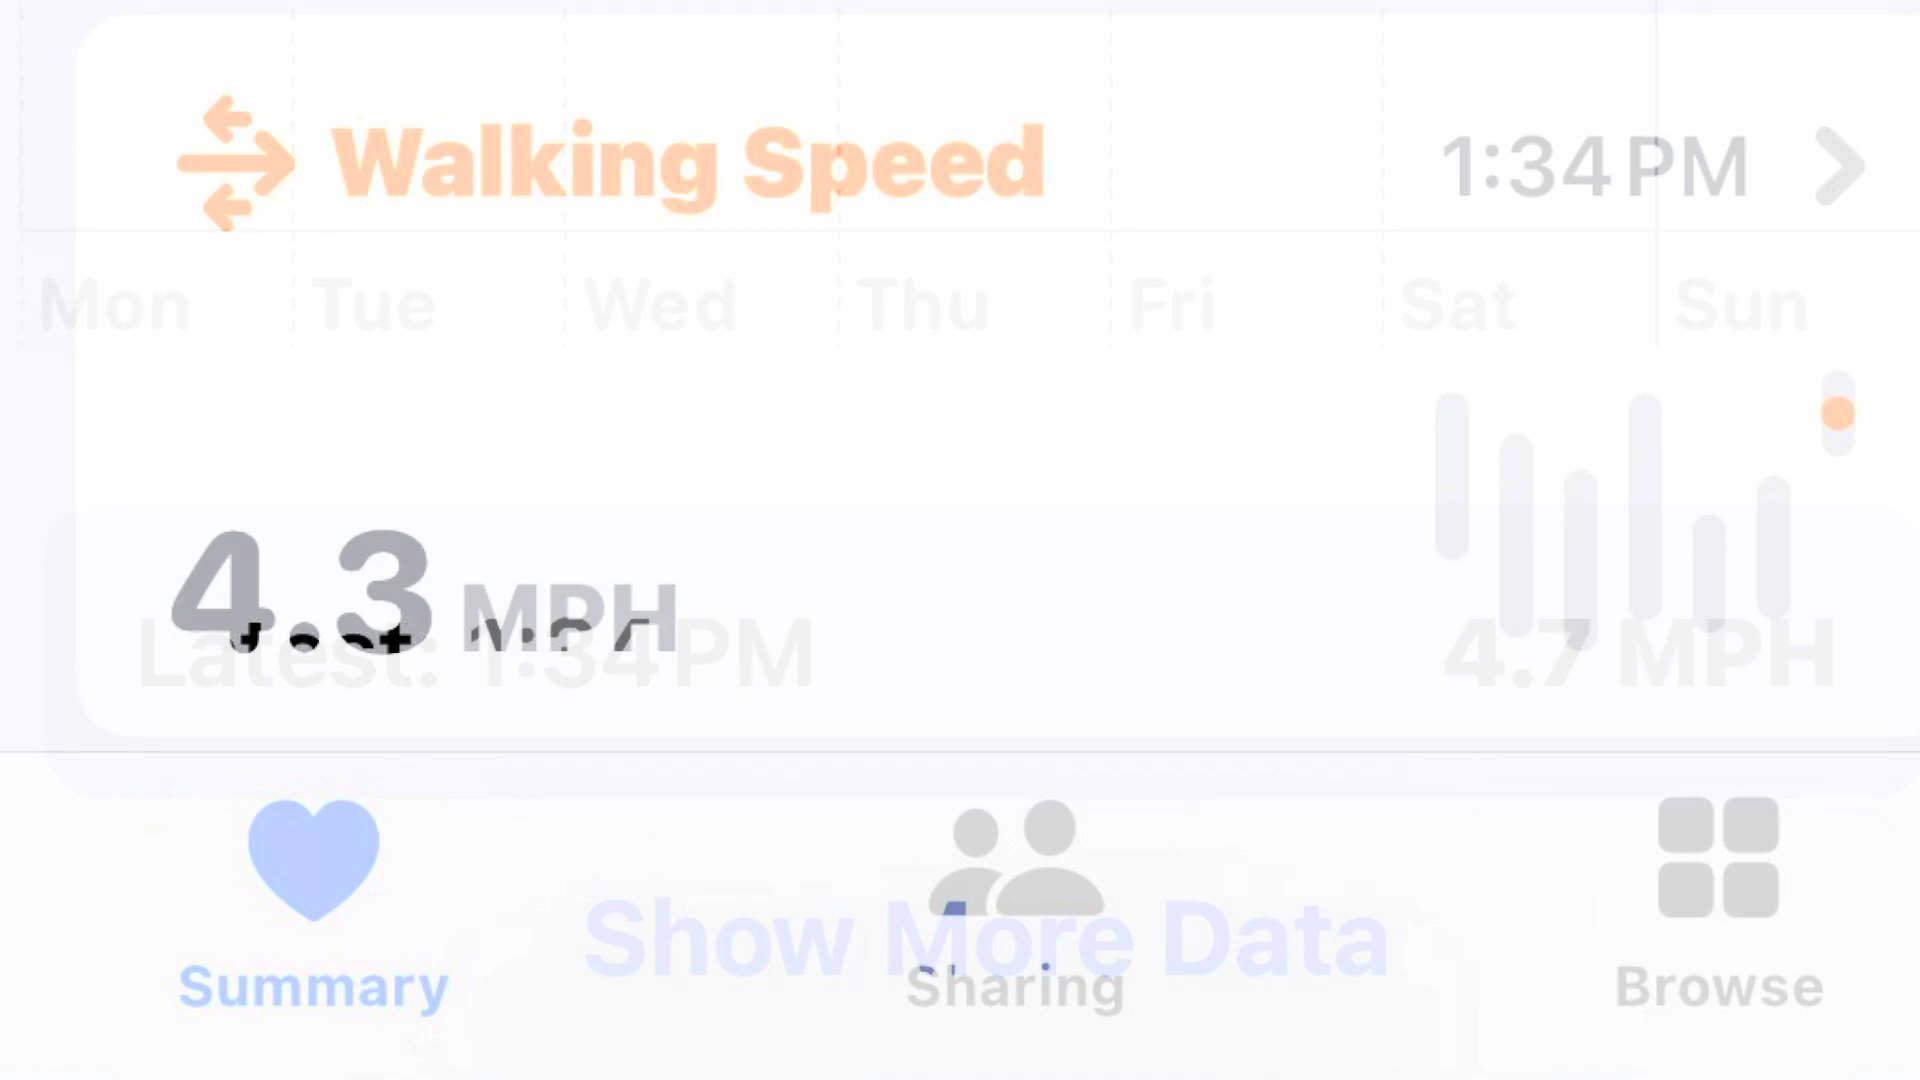 Walking Speed 1:34 PM
Mon Tue Wed Thu Fri Sat Sun
4.3 MPH
Latest: 1:34 PM 4.7 MPH
Show More Data
Summary Sharing Browse